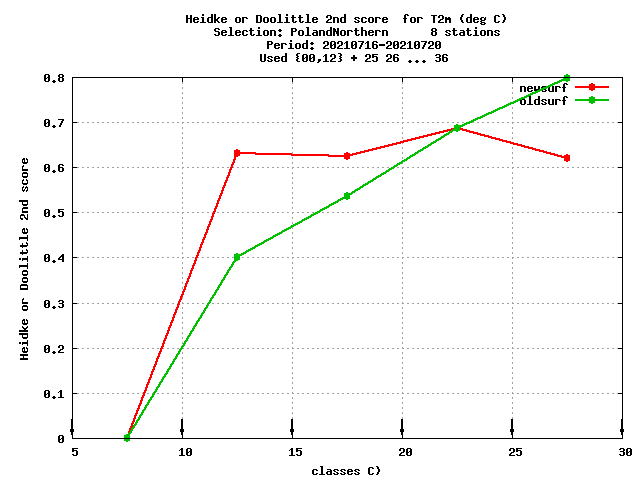 Heidke or Doolittle 2nd score  for T2m (deg C)
Selection: PolandNorthern      8 stations
Period: 20210716-20210720
Used {00,12} + 25 26 ... 36
newsurf
oldsurf
0,8
0,7
0,6
0,5
0,4
0,3
0,2
0,1
0
Heidke or Doolittle 2nd score
5 10 15 20 25 30
classes C)